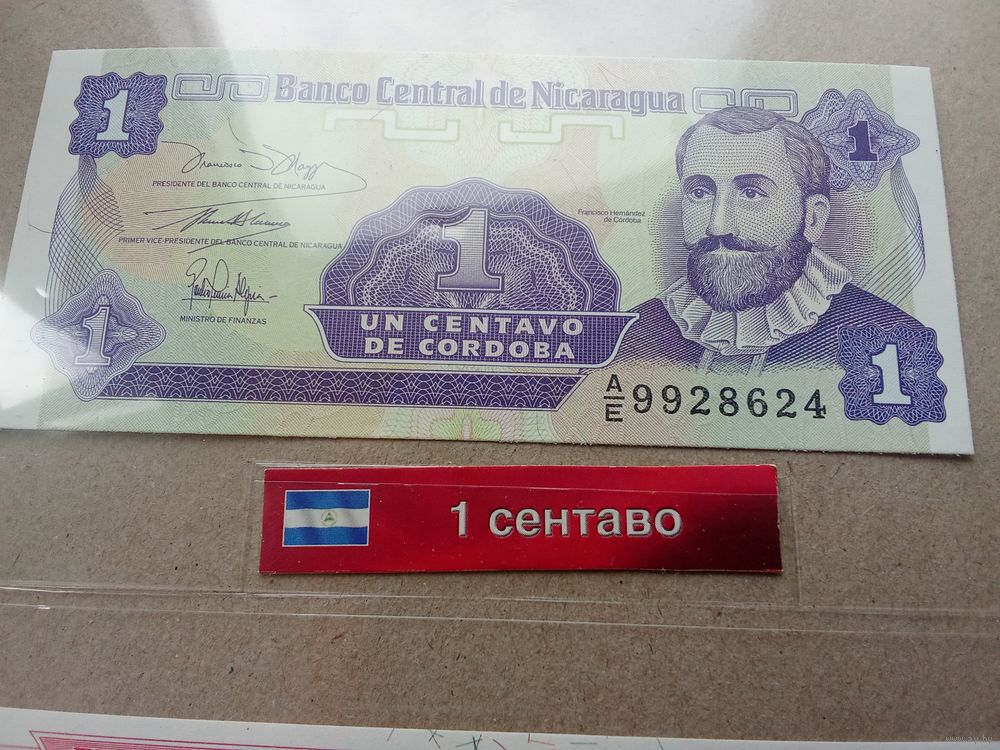 1
Banco Central de Nicaragua
1
PRESIDENTE DEL BANCO CENTRAL DE NICARAGUA
Francisco Hernández
de Córdoba
PRIMER VICE-PRESIDENTE DEL BANCO CENTRAL DE NICARAGUA
1
MINISTRO DE FINANZAS
1
UN CENTAVO
DE CORDOBA
1
A/E 9928624
1 сентаво